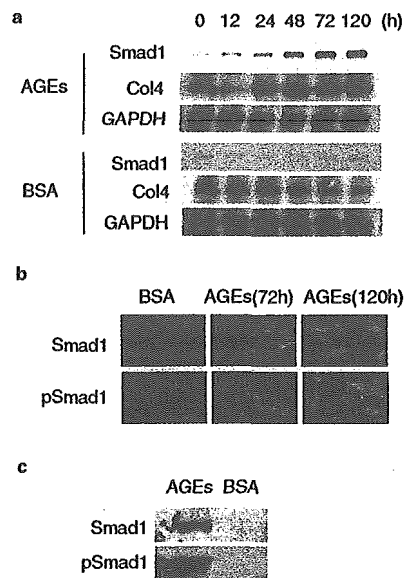 a
0 12 24 48 72 120 (h)
Smad1
AGEs
Col4
GAPDH
Smad1
BSA
Col4
GAPDH
b
BSA AGEs(72h) AGEs(120h)
Smad1
pSmad1
c
AGEs BSA
Smad1
pSmad1